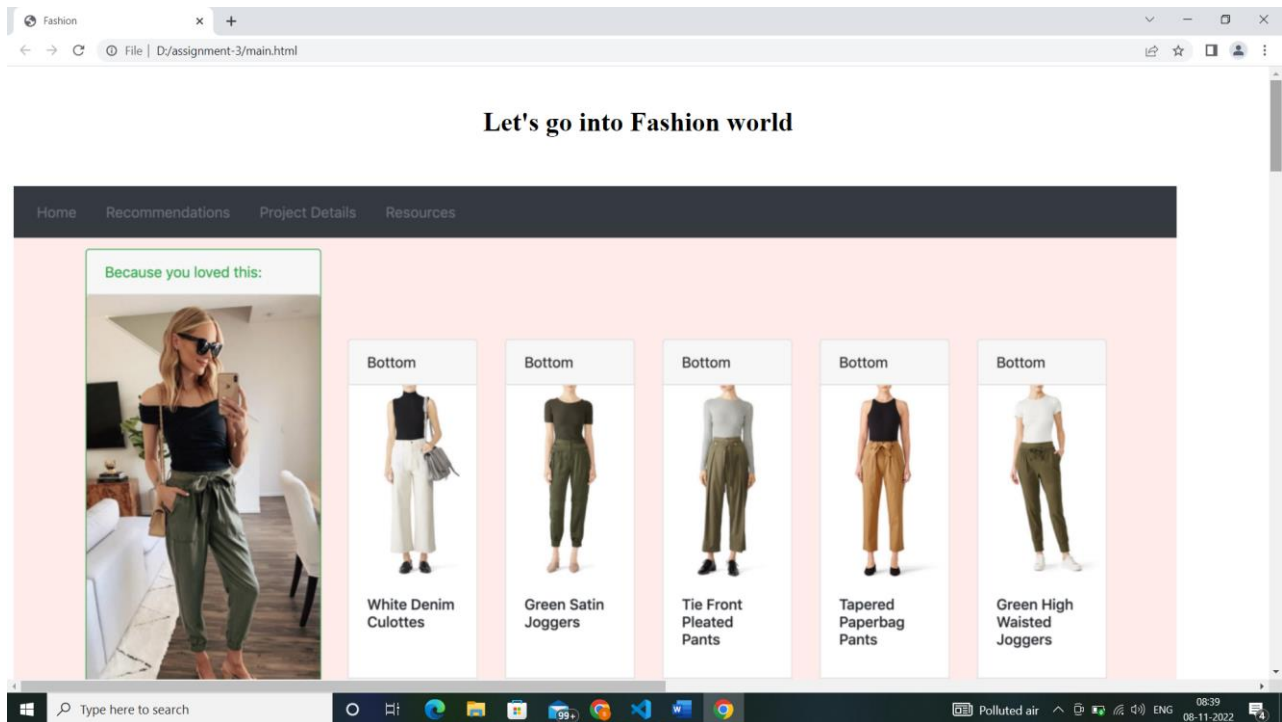 Fashion
File | D:/assignment-3/main.html
Let's go into Fashion world
Home Recommendations Project Details Resources
Because you loved this:
Bottom Bottom Bottom Bottom Bottom
White Denim
Culottes
Green Satin
Joggers
Tie Front
Pleated
Pants
Tapered
Paperbag
Pants
Green High
Waisted
Joggers
Type here to search
99+
Polluted air
ENG
08:39
08-11-2022
4